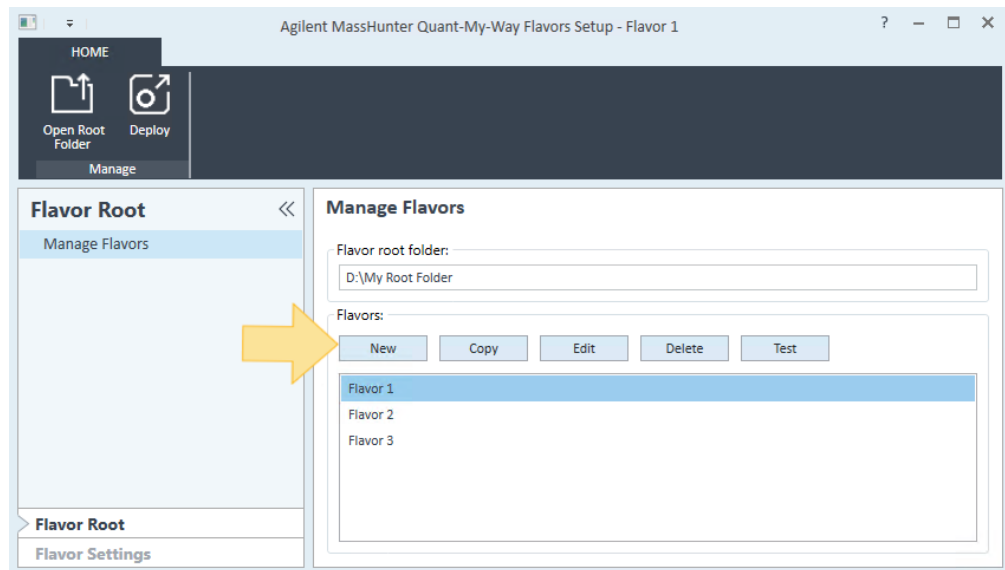 Agilent MassHunter Quant-My-Way Flavors Setup - Flavor 1
?
HOME
Open Root
Folder
Deploy
Manage
Flavor Root
Manage Flavors
Manage Flavors
Flavor root folder:
D:\My Root Folder
Flavors:
New Copy Edit Delete Test
Flavor 1
Flavor 2
Flavor 3
Flavor Root
Flavor Settings